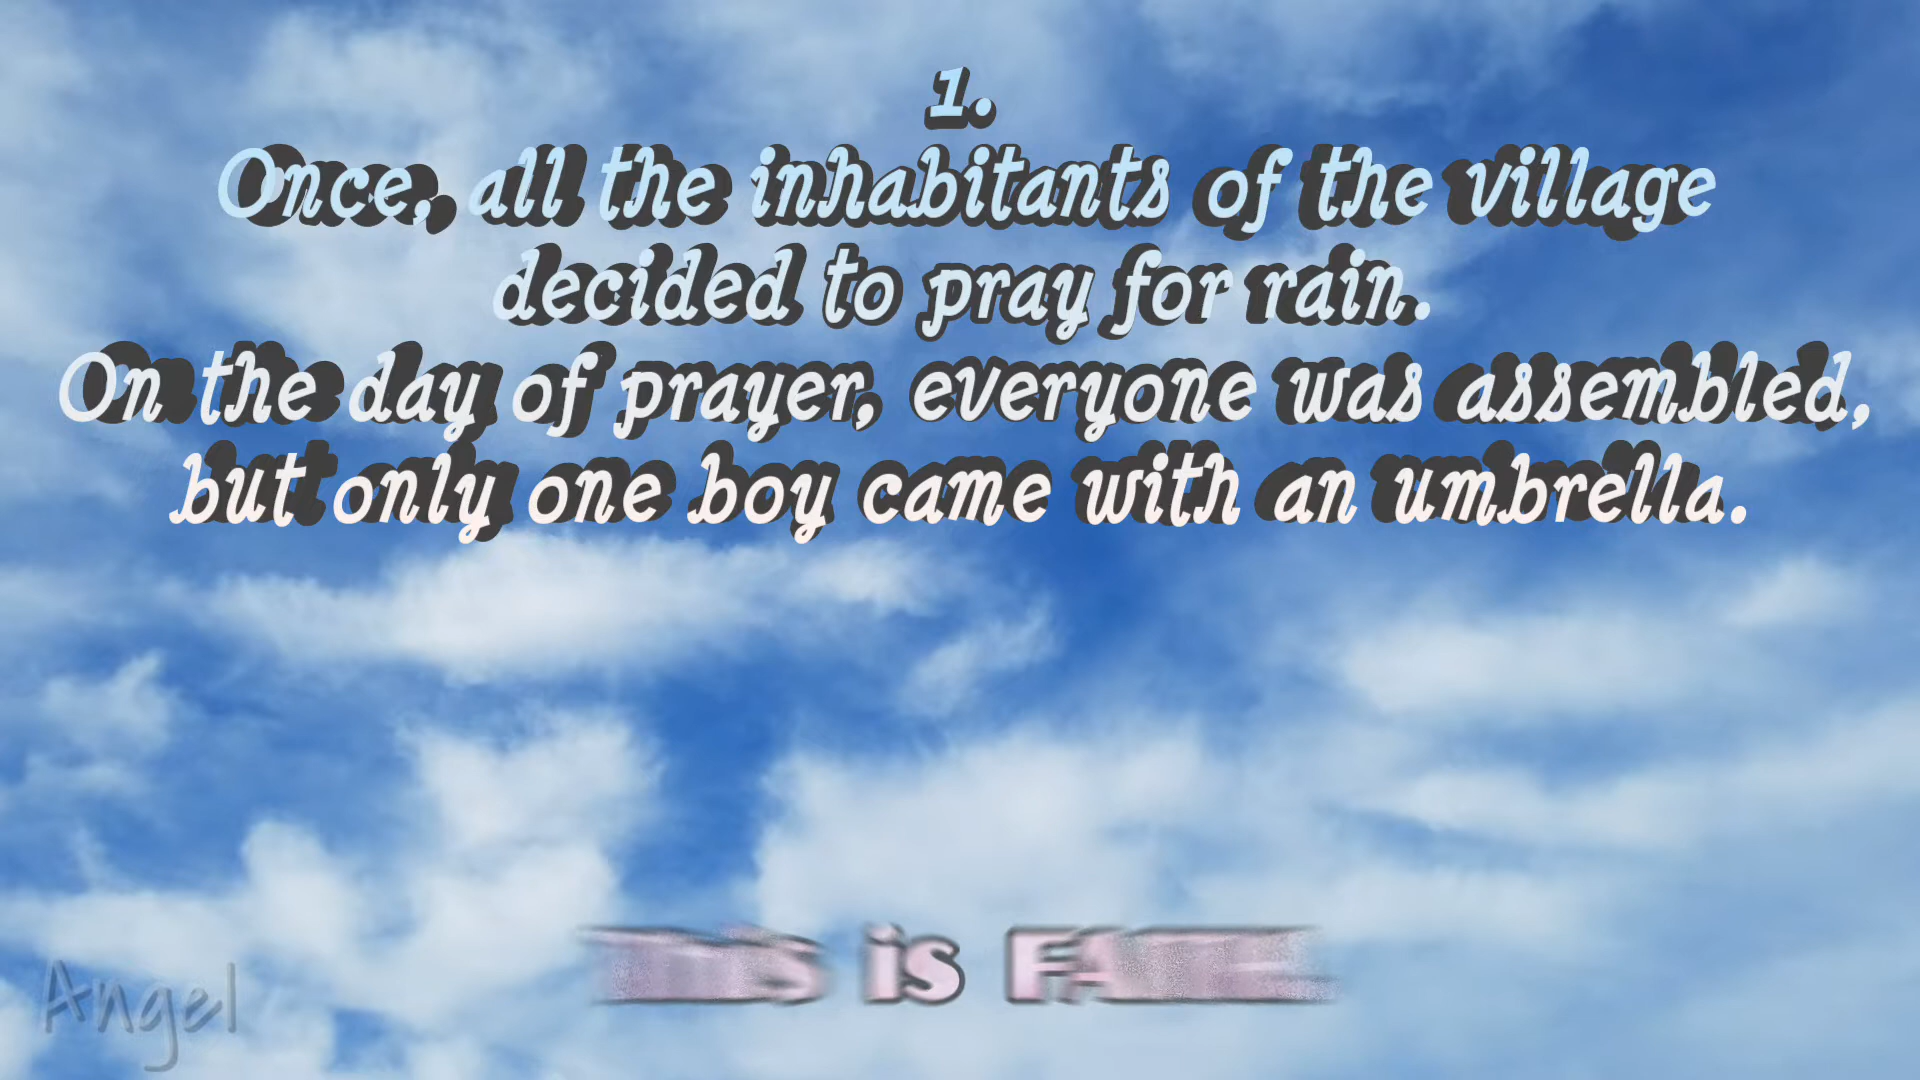 1.
Once, all the inhabitants of the village
decided to pray for rain.
On the day of prayer, everyone was assembled,
but only one boy came with an umbrella.
is
Angel